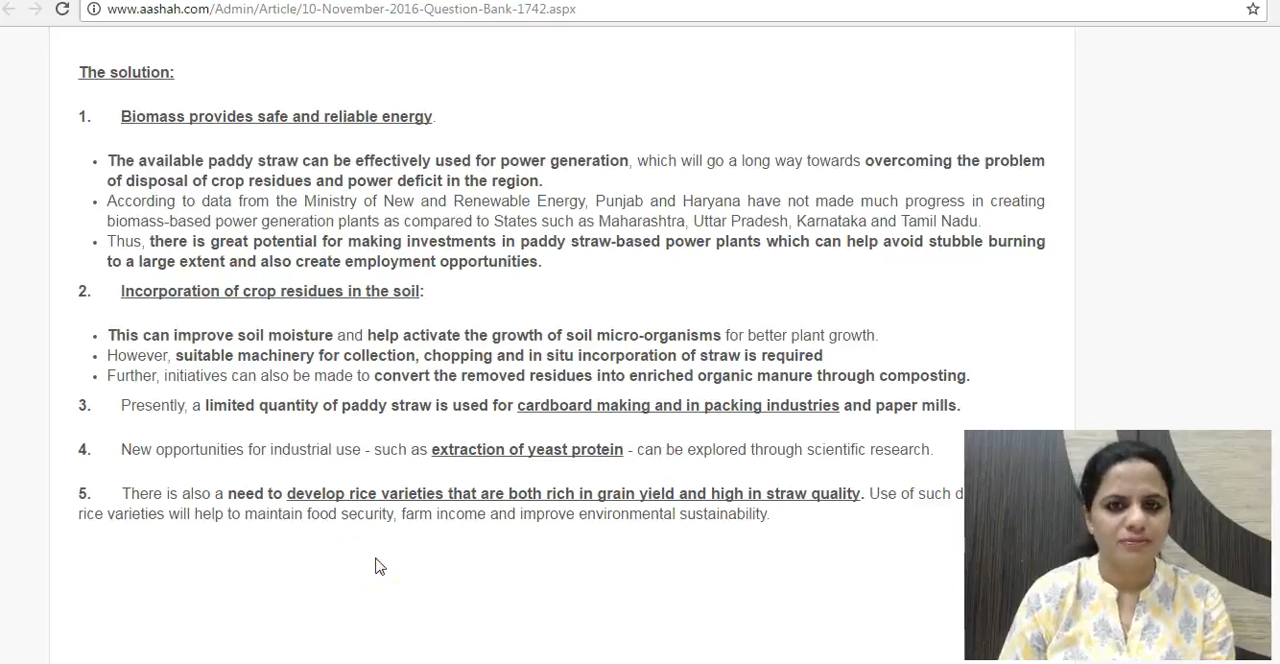 www.aashah.com/Admin/Article/10-November-2016-Question-Bank-1742.aspx
The solution:
1. Biomass provides safe and reliable energy.
• The available paddy straw can be effectively used for power generation, which will go a long way towards overcoming the problem
of disposal of crop residues and power deficit in the region.
• According to data from the Ministry of New and Renewable Energy, Punjab and Haryana have not made much progress in creating
biomass-based power generation plants as compared to States such as Maharashtra, Uttar Pradesh, Karnataka and Tamil Nadu.
• Thus, there is great potential for making investments in paddy straw-based power plants which can help avoid stubble burning
to a large extent and also create employment opportunities.
2. Incorporation of crop residues in the soil:
• This can improve soil moisture and help activate the growth of soil micro-organisms for better plant growth.
• However, suitable machinery for collection, chopping and in situ incorporation of straw is required
• Further, initiatives can also be made to convert the removed residues into enriched organic manure through composting.
3. Presently, a limited quantity of paddy straw is used for cardboard making and in packing industries and paper mills.
4. New opportunities for industrial use - such as extraction of yeast protein - can be explored through scientific research.
5. There is also a need to develop rice varieties that are both rich in grain yield and high in straw quality. Use of such d
rice varieties will help to maintain food security, farm income and improve environmental sustainability.